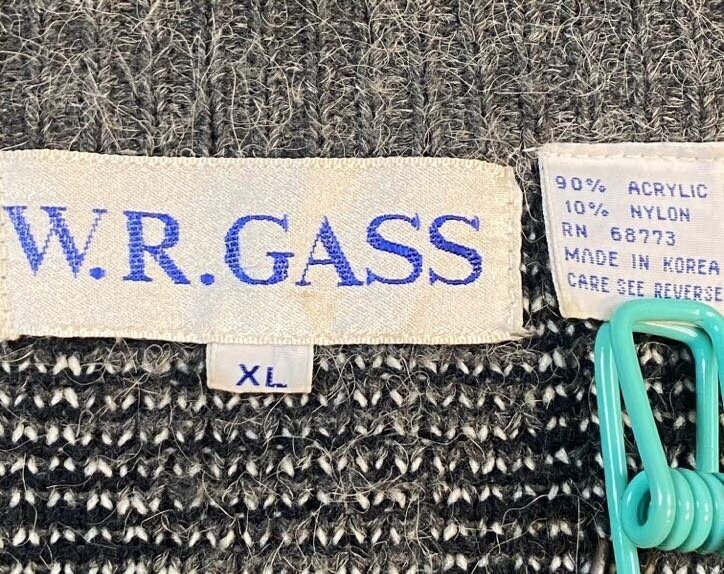 W.R.GASS
XL
90% ACRYLIC
10% NYLON
RN 68773
MADE IN KOREA
CARE SEE REVERSE